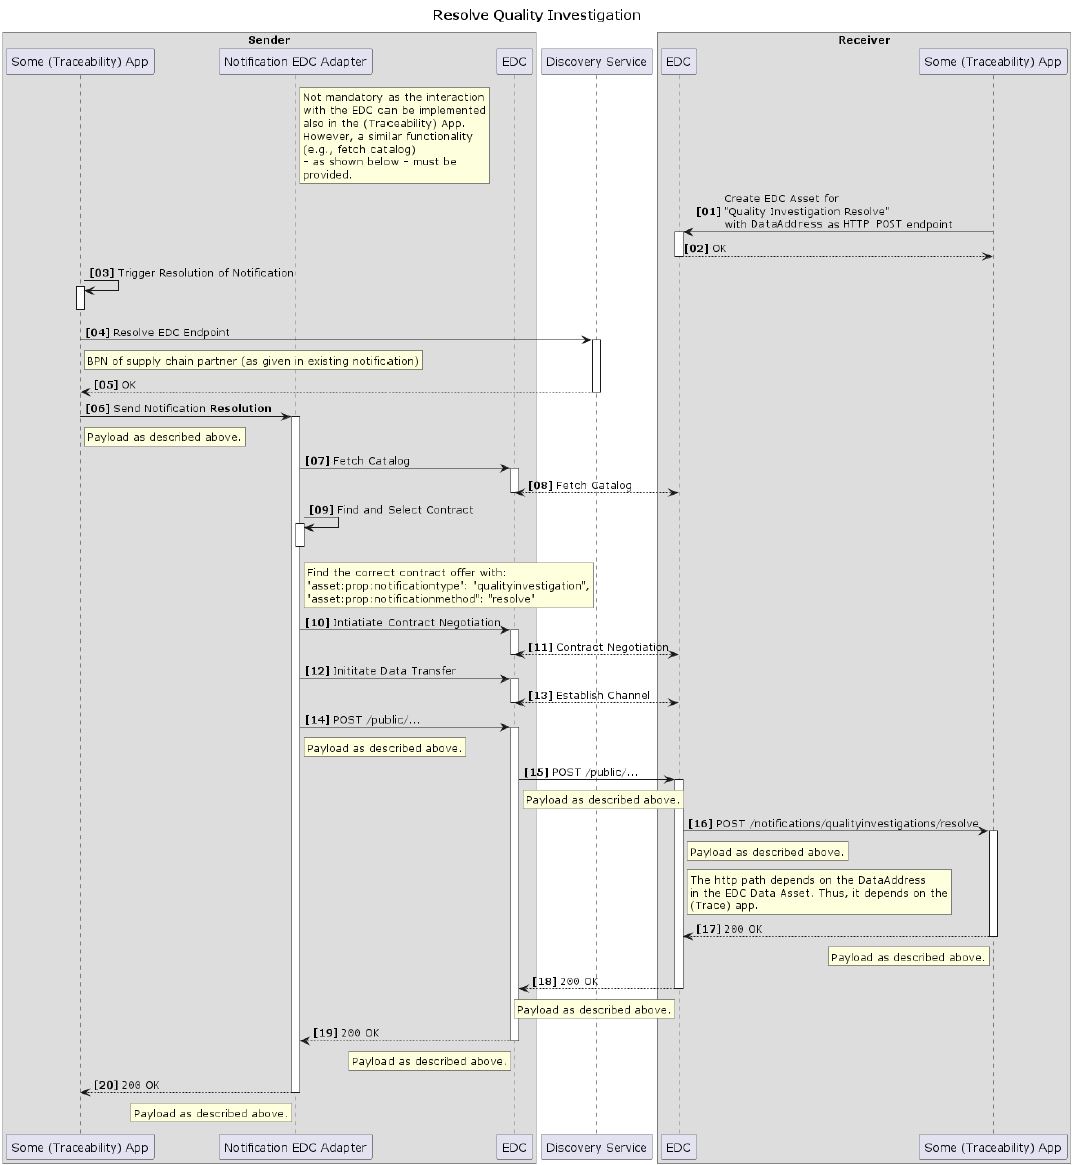 Resolve Quality Investigation
Sender
Receiver
Some (Traceability) App
Notification EDC Adapter
EDC
Discovery Service
EDC
Some (Traceability) App
Not mandatory as the interaction
with the EDC can be implemented
also in the (Traceability) App.
However, a similar functionality
(e.g., fetch catalog)
- as shown below - must be
provided.
Create EDC Asset for
[01] "Quality Investigation Resolve"
with DataAddress as HTTP POST endpoint
[02] OK
[03] Trigger Resolution of Notification
[04] Resolve EDC Endpoint
BPN of supply chain partner (as given in existing notification)
[05] OK
[06] Send Notification Resolution
Payload as described above.
[07] Fetch Catalog
[08] Fetch Catalog
[09] Find and Select Contract
Find the correct contract offer with:
"asset:prop:notificationtype": "qualityinvestigation",
"asset:prop:notificationmethod": "resolve"
[10] Intiatiate Contract Negotiation
[11] Contract Negotiation
[12] Inititate Data Transfer
[13] Establish Channel
[14] POST /public/...
Payload as described above.
[15] POST /public/...
Payload as described above.
[16] POST /notifications/qualityinvestigations/resolve
Payload as described above.
The http path depends on the DataAddress
in the EDC Data Asset. Thus, it depends on the
(Trace) app.
[17] 200 OK
Payload as described above.
[18] 200 OK
Payload as described above.
[19] 200 OK
Payload as described above.
[20] 200 OK
Payload as described above.
Some (Traceability) App
Notification EDC Adapter
EDC
Discovery Service
EDC
Some (Traceability) App